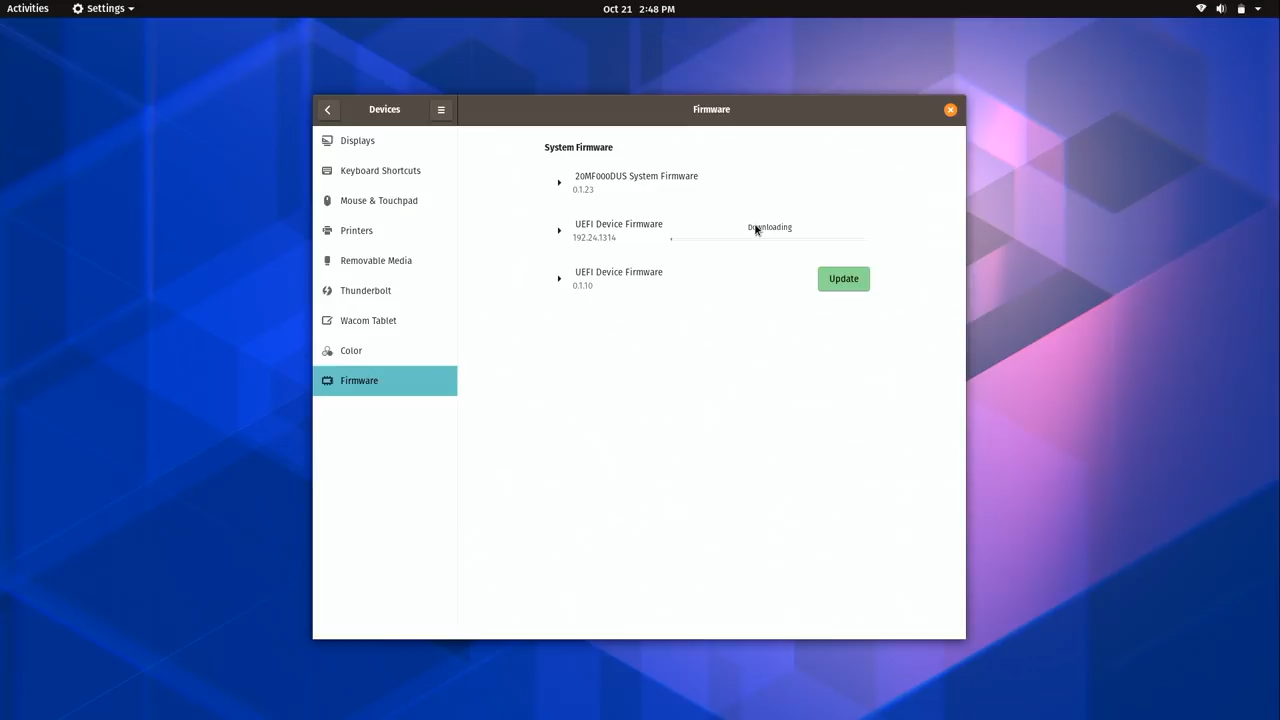 Activities
Settings
Oct 21 2:48 PM
Devices
Firmware
Displays
Keyboard Shortcuts
Mouse & Touchpad
Printers
Removable Media
Thunderbolt
Wacom Tablet
Color
Firmware
System Firmware
20MF000DUS System Firmware
0.1.23
UEFI Device Firmware
192.24.1314
Downloading
UEFI Device Firmware
0.1.10
Update